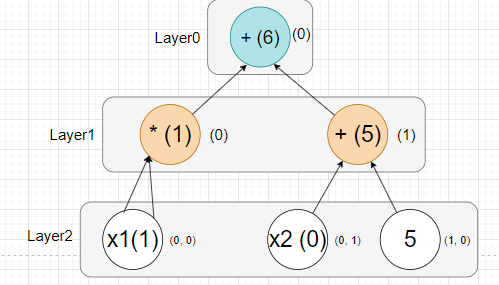 Layer0
+ (6)
(0)
Layer1
* (1)
(0)
+ (5)
(1)
Layer2
x1(1)
(0, 0)
x2 (0)
(0, 1)
5
(1, 0)